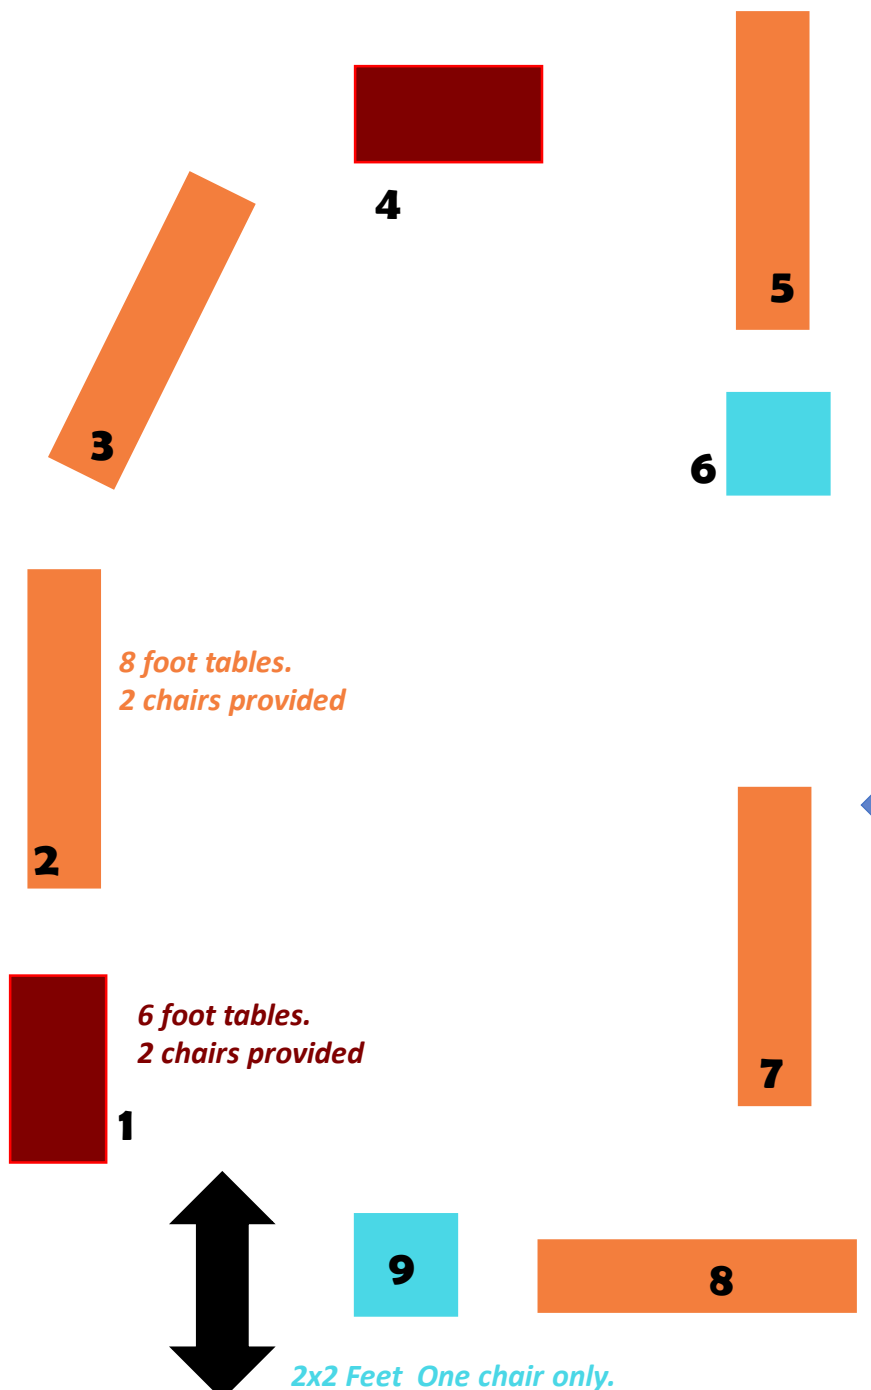 4
5
3
6
8 foot tables.
2 chairs provided
2
6 foot tables.
2 chairs provided
7
1
9
8
2x2 Feet  One chair only.